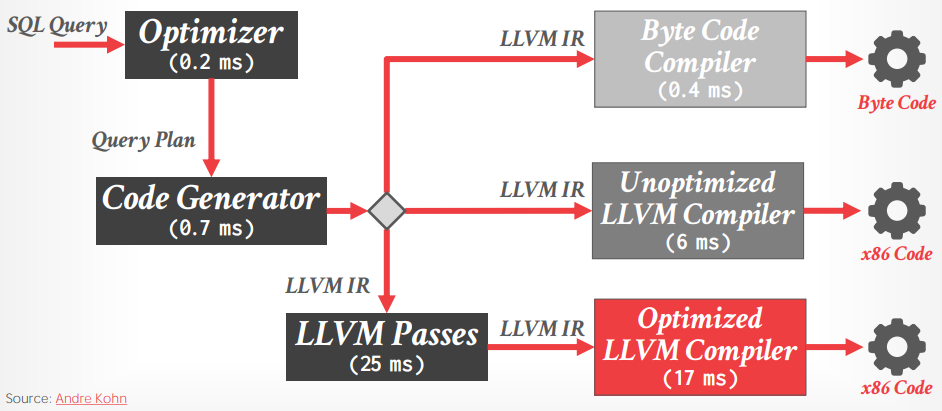 SQL Query
Optimizer
(0.2 ms)
Query Plan
Code Generator
(0.7 ms)
LLVM IR
Byte Code
Compiler
(0.4 ms)
Byte Code
LLVM IR
Unoptimized
LLVM Compiler
(6 ms)
x86 Code
LLVM IR
LLVM Passes
(25 ms)
LLVM IR
Optimized
LLVM Compiler
(17 ms)
x86 Code
Source: Andre Kohn